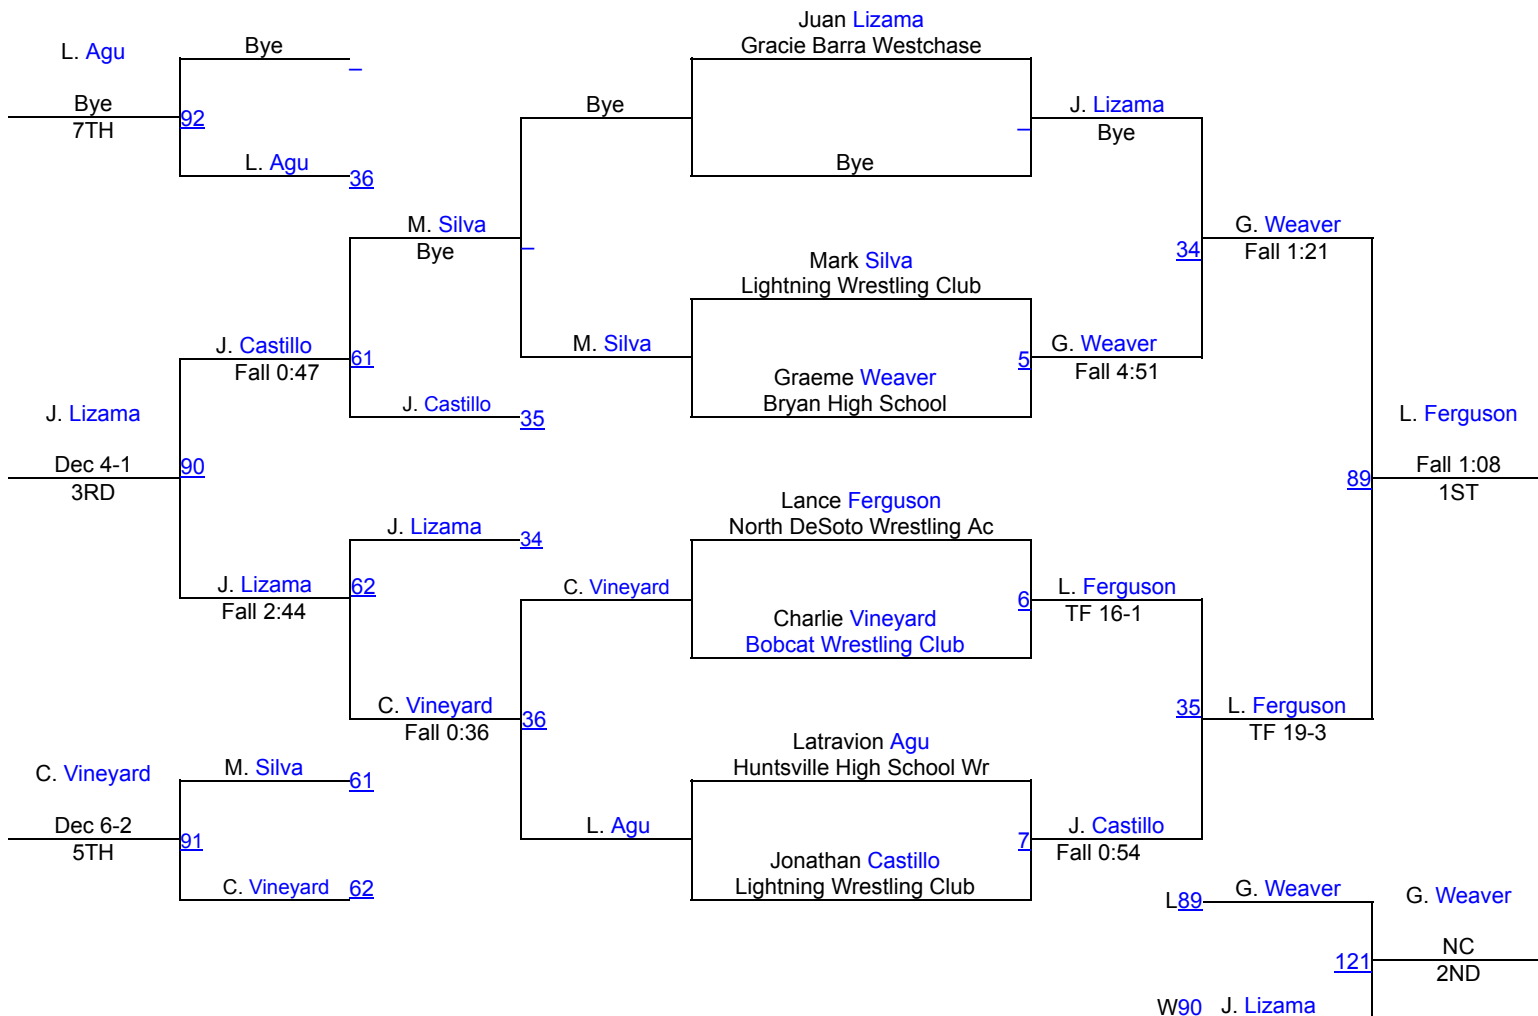 Juan Lizama
Gracie Barra Westchase
L. Agu
Bye
_
Bye
7TH
92
L. Agu
36
Bye
_
J. Lizama
Bye
Bye
M. Silva
Bye
_
G. Weaver
Fall 1:21
34
Mark Silva
Lightning Wrestling Club
M. Silva
G. Weaver
Fall 4:51
5
Graeme Weaver
Bryan High School
J. Castillo
Fall 0:47
61
J. Castillo
35
J. Lizama
Dec 4-1
3RD
90
L. Ferguson
Fall 1:08
1ST
89
Lance Ferguson
North DeSoto Wrestling Ac
J. Lizama
34
J. Lizama
Fall 2:44
62
C. Vineyard
6
L. Ferguson
TF 16-1
Charlie Vineyard
Bobcat Wrestling Club
C. Vineyard
Fall 0:36
36
35
L. Ferguson
TF 19-3
Latravion Agu
Huntsville High School Wr
C. Vineyard
Dec 6-2
5TH
M. Silva
61
91
C. Vineyard
62
L. Agu
7
J. Castillo
Fall 0:54
Jonathan Castillo
Lightning Wrestling Club
L89
G. Weaver
G. Weaver
NC
2ND
121
W90
J. Lizama